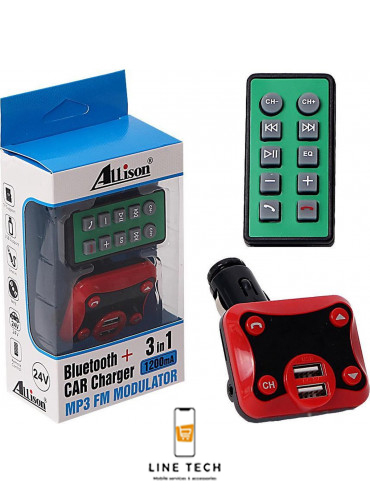 ALLison®
Bluetooth + 3 in 1
CAR Charger 1200mA
MP3 FM MODULATOR
24V
ALLison
CH- CH+
EQ
CH
LINE TECH
Mobile services & accessories